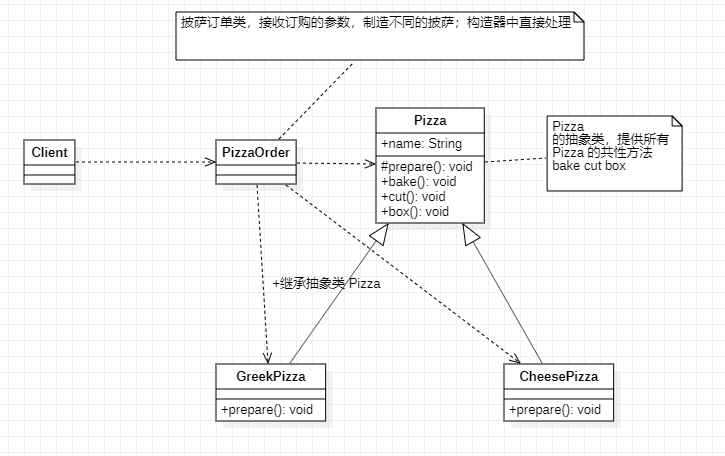 披萨订单类，接收订购的参数，制造不同的披萨；构造器中直接处理
Pizza
+name: String
#prepare(): void
+bake(): void
+cut(): void
+box(): void
Pizza
的抽象类，提供所有
Pizza 的共性方法
bake cut box
Client
PizzaOrder
+继承抽象类 Pizza
GreekPizza
+prepare(): void
CheesePizza
+prepare(): void